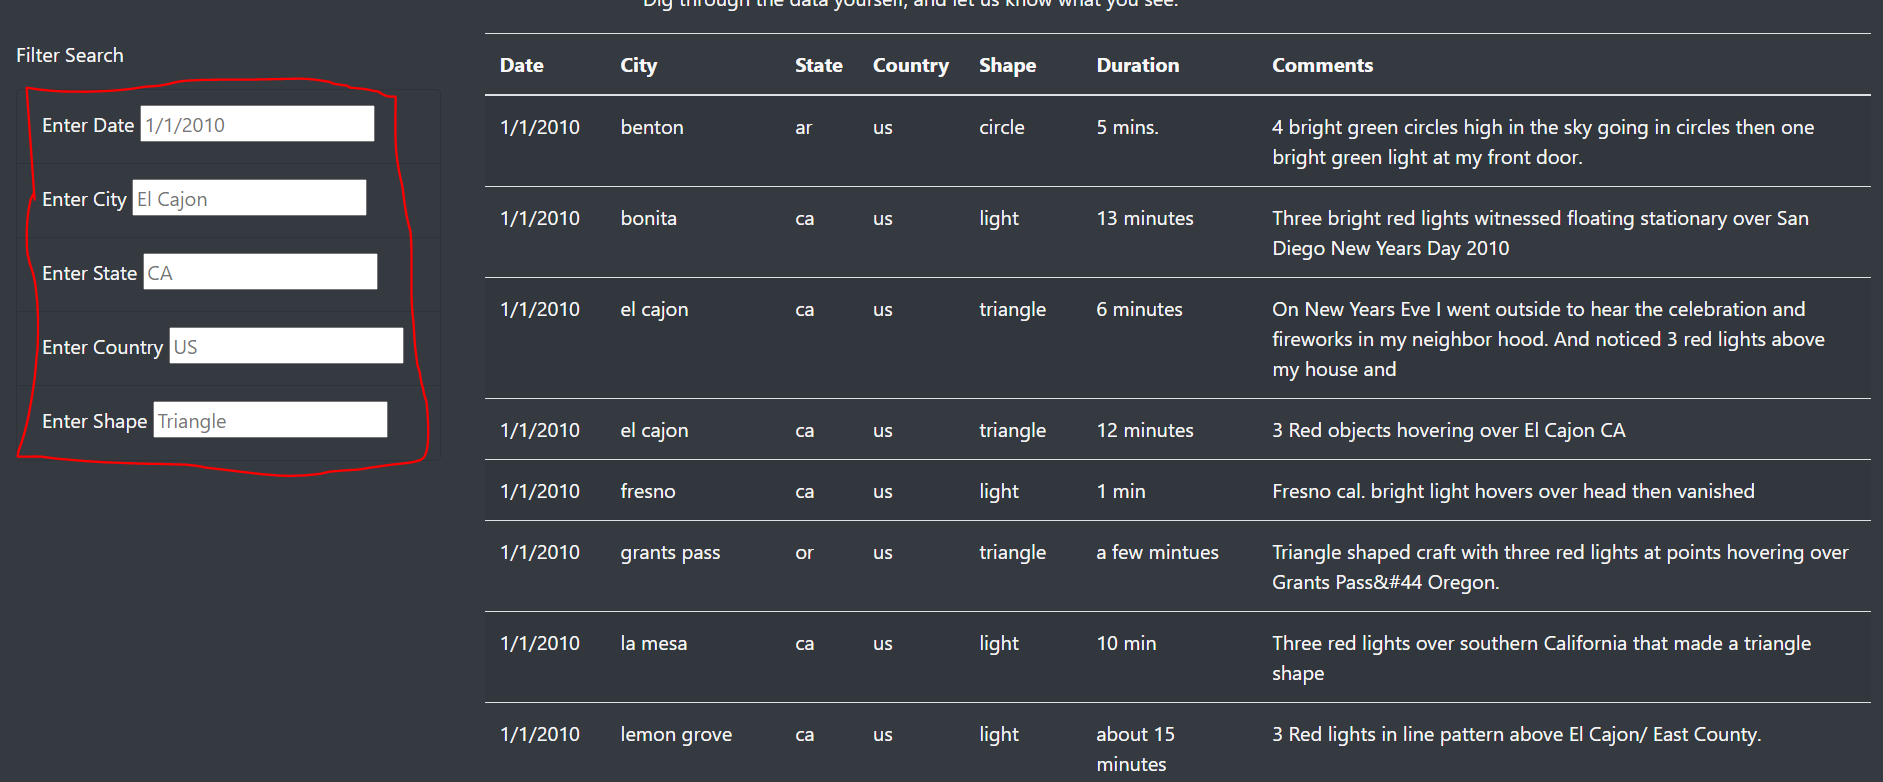 Dig through the data yourself, and let us know what you see.
Filter Search
Enter Date 1/1/2010
Enter City El Cajon
Enter State CA
Enter Country US
Enter Shape Triangle
Date City State Country Shape Duration Comments
1/1/2010 benton ar us circle 5 mins. 4 bright green circles high in the sky going in circles then one
bright green light at my front door.
1/1/2010 bonita ca us light 13 minutes Three bright red lights witnessed floating stationary over San
Diego New Years Day 2010
1/1/2010 el cajon ca us triangle 6 minutes On New Years Eve I went outside to hear the celebration and
fireworks in my neighbor hood. And noticed 3 red lights above
my house and
1/1/2010 el cajon ca us triangle 12 minutes 3 Red objects hovering over El Cajon CA
1/1/2010 fresno ca us light 1 min Fresno cal. bright light hovers over head then vanished
1/1/2010 grants pass or us triangle a few mintues Triangle shaped craft with three red lights at points hovering over
Grants Pass&#44 Oregon.
1/1/2010 la mesa ca us light 10 min Three red lights over southern California that made a triangle
shape
1/1/2010 lemon grove ca us light about 15 3 Red lights in line pattern above El Cajon/ East County.
minutes